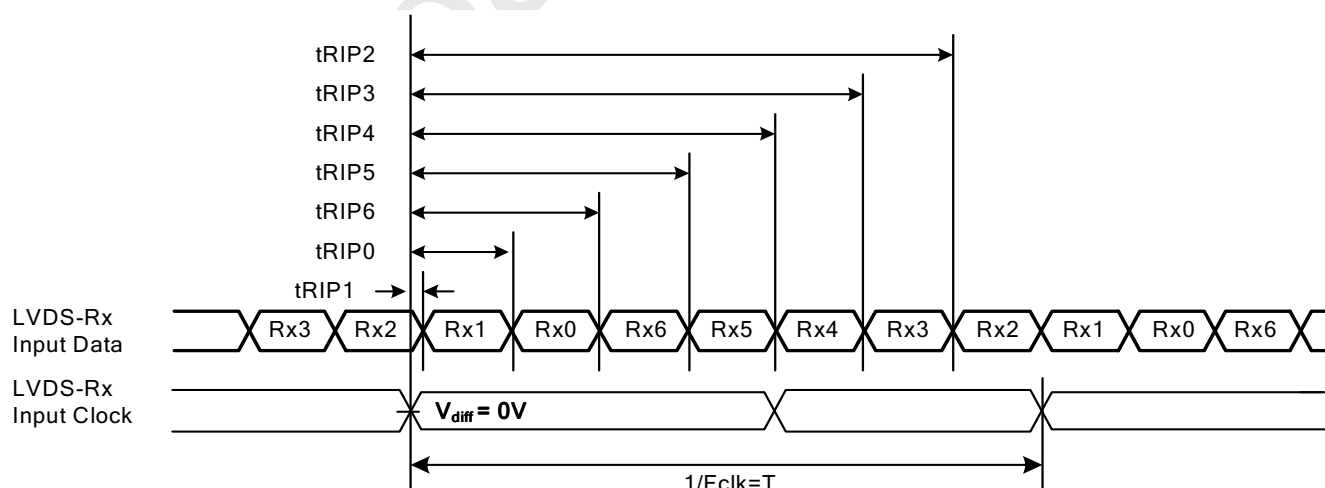 tRIP2
tRIP3
tRIP4
tRIP5
tRIP6
tRIP0
tRIP1
LVDS-Rx
Input Data
Rx3 Rx2 Rx1 Rx0 Rx6 Rx5 Rx4 Rx3 Rx2 Rx1 Rx0 Rx6
LVDS-Rx
Input Clock
Vdiff = 0V
1/Fclk=T